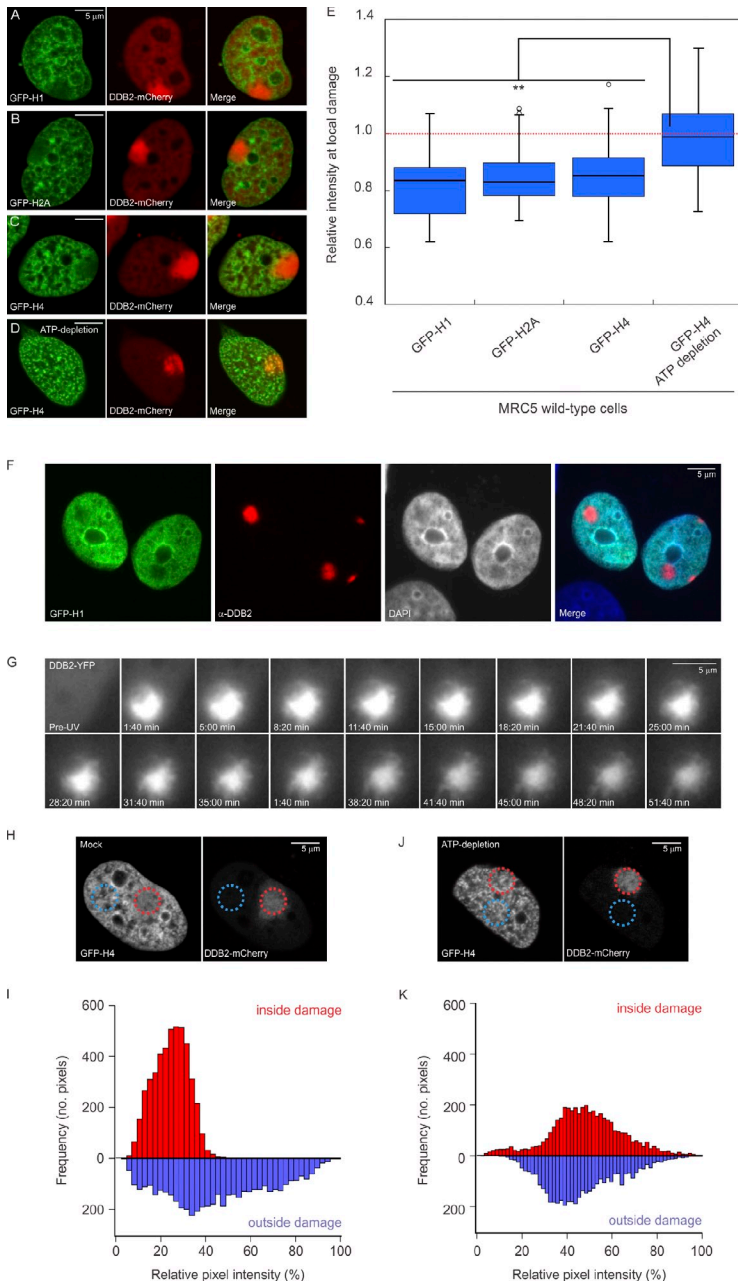 A
5 µm
GFP-H1
DDB2-mCherry
Merge
B
GFP-H2A
DDB2-mCherry
Merge
C
GFP-H4
DDB2-mCherry
Merge
D
ATP-depletion
GFP-H4
DDB2-mCherry
Merge
E
Relative intensity at local damage
1.4
1.2
1.0
0.8
0.6
0.4
**
GFP-H1
GFP-H2A
GFP-H4
GFP-H4
ATP depletion
MRC5 wild-type cells
F
5 µm
GFP-H1
α-DDB2
DAPI
Merge
G
DDB2-YFP
5 µm
Pre-UV
1:40 min
5:00 min
8:20 min
11:40 min
15:00 min
18:20 min
21:40 min
25:00 min
28:20 min
31:40 min
35:00 min
1:40 min
38:20 min
41:40 min
45:00 min
48:20 min
51:40 min
H
Mock
5 µm
GFP-H4
DDB2-mCherry
J
ATP-depletion
5 µm
GFP-H4
DDB2-mCherry
I
600
400
200
0
200
inside damage
outside damage
Frequency (no. pixels)
0 20 40 60 80 100
Relative pixel intensity (%)
K
600
400
200
0
200
inside damage
outside damage
Frequency (no. pixels)
0 20 40 60 80 100
Relative pixel intensity (%)